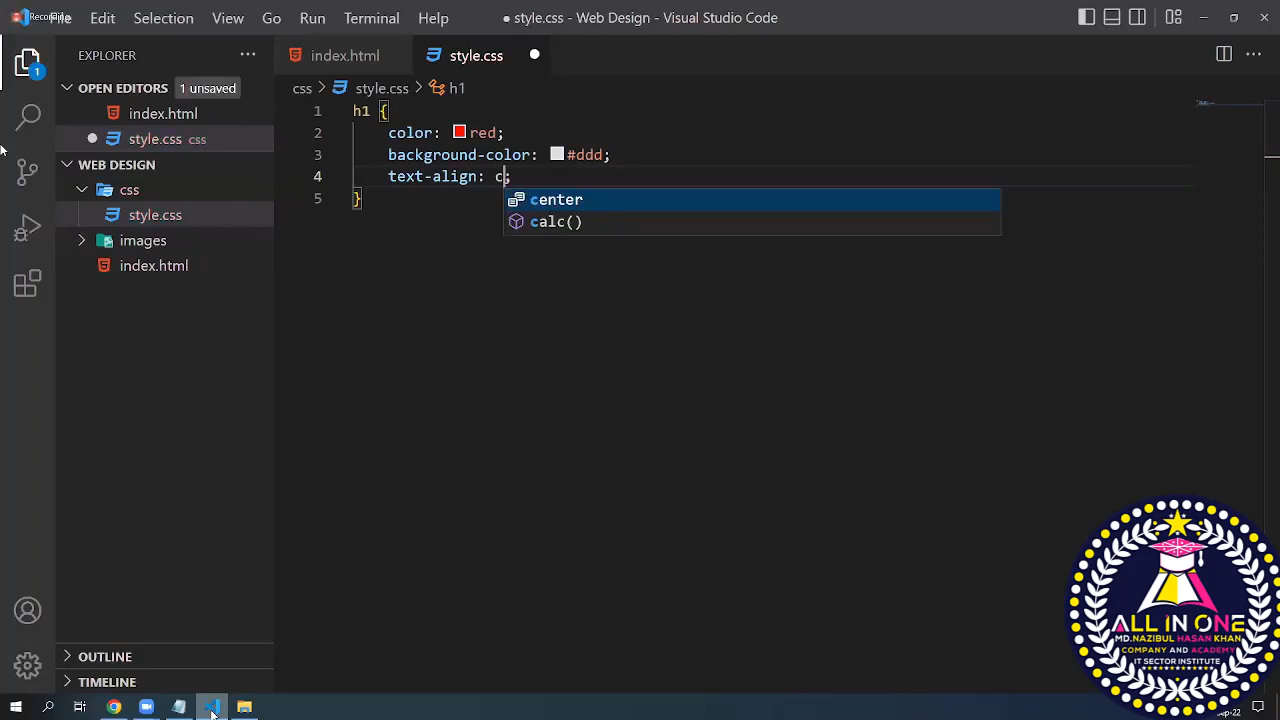 File Edit Selection View Go Run Terminal Help
● style.css - Web Design - Visual Studio Code
EXPLORER
index.html
style.css
OPEN EDITORS 1 unsaved
index.html
style.css css
WEB DESIGN
css
style.css
images
index.html
OUTLINE
TIMELINE
1
css > style.css > h1
1 h1 {
2 color: red;
3 background-color: #ddd;
4 text-align: c;
5 }
center
calc()
ALL IN ONE
MD.NAZIBUL HASAN KHAN
COMPANY AND ACADEMY
IT SECTOR INSTITUTE